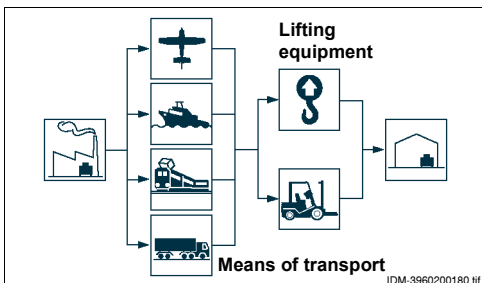 Lifting
equipment
Means of transport
IDM-3960200180.tif